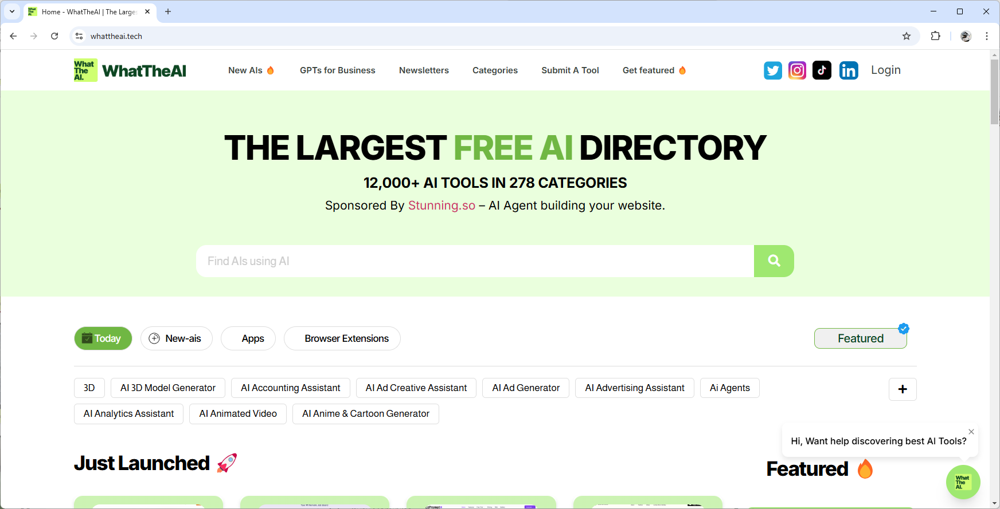 Home - WhatTheAI | The Large
whattheai.tech
What
The
AI.
WhatTheAI
New AIs
GPTs for Business
Newsletters
Categories
Submit A Tool
Get featured
Login
THE LARGEST FREE AI DIRECTORY
12,000+ AI TOOLS IN 278 CATEGORIES
Sponsored By Stunning.so – AI Agent building your website.
Find AIs using AI
Today
New-ais
Apps
Browser Extensions
Featured
3D
AI 3D Model Generator
AI Accounting Assistant
AI Ad Creative Assistant
AI Ad Generator
AI Advertising Assistant
Ai Agents
+
AI Analytics Assistant
AI Animated Video
AI Anime & Cartoon Generator
Hi, Want help discovering best AI Tools?
Just Launched
Featured
What
The
AI.